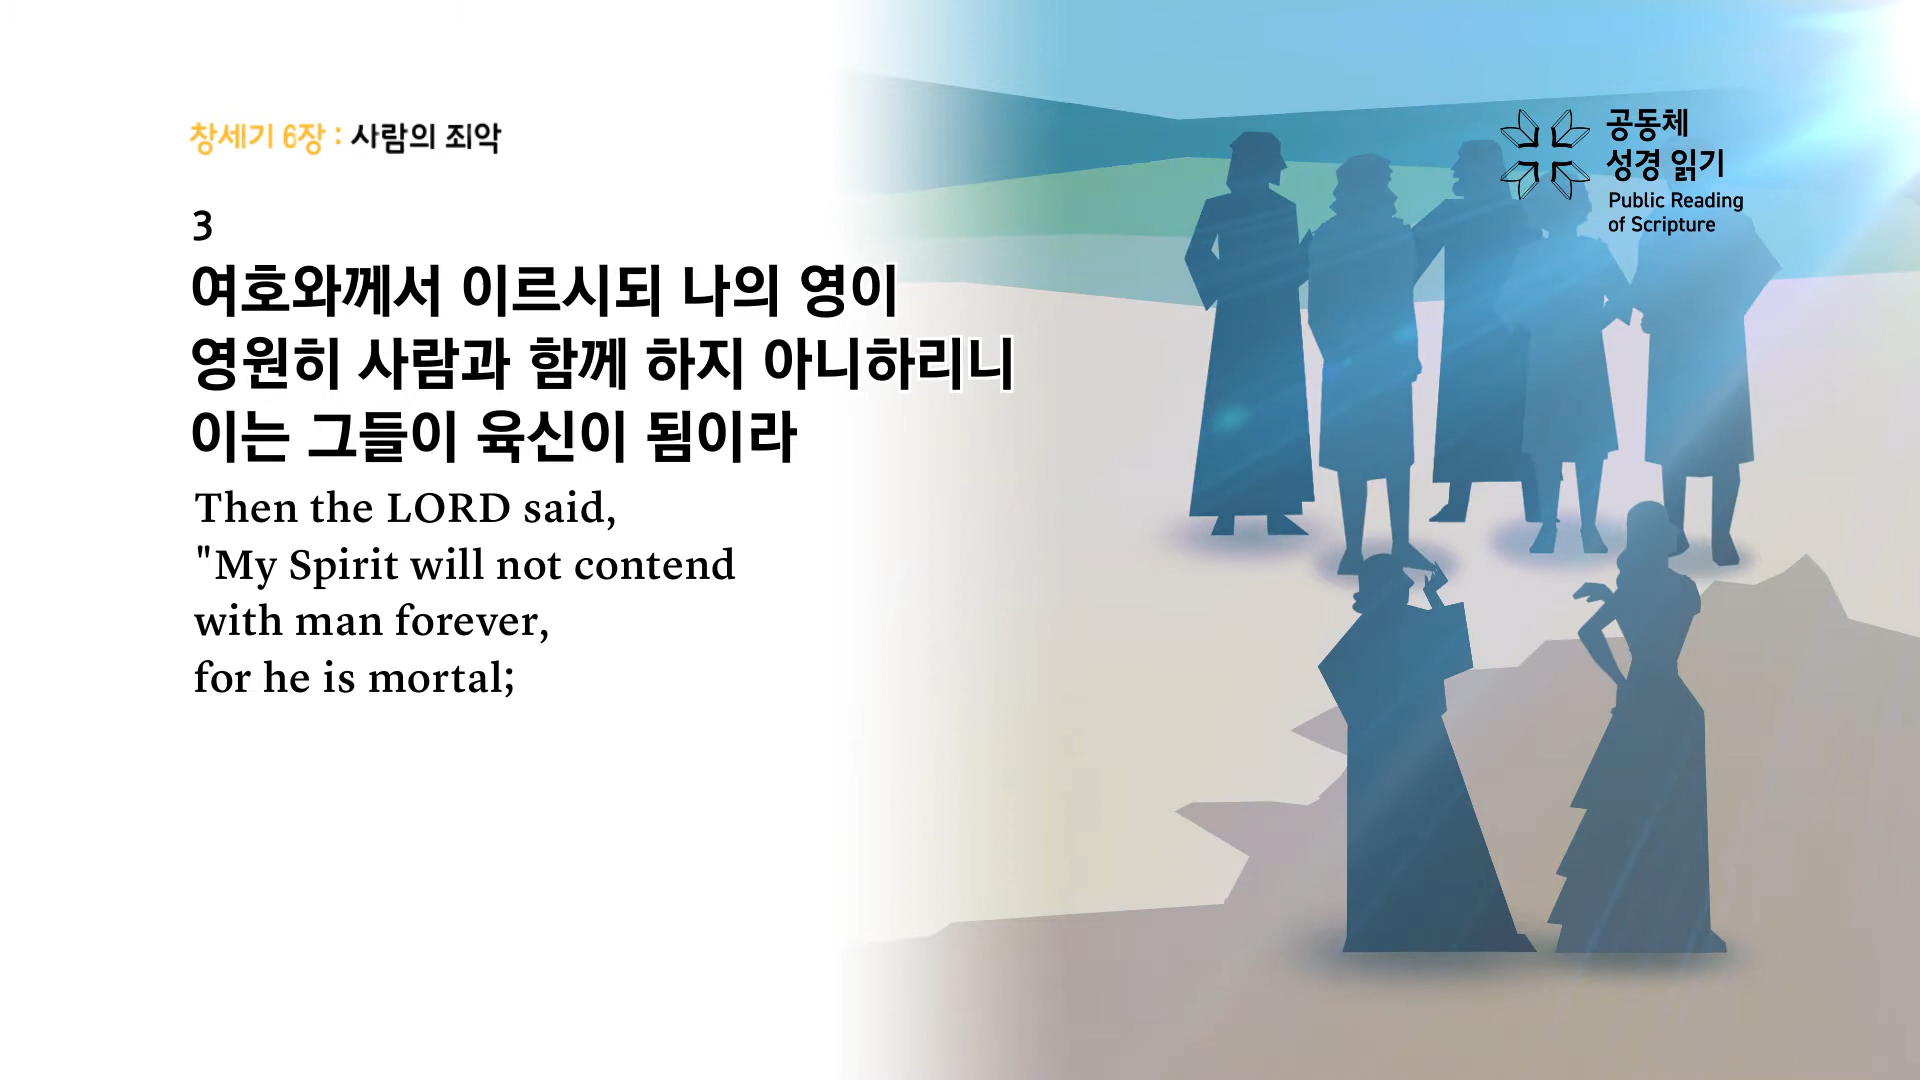 창세기 6장 : 사람의 죄악
공동체
성경 읽기
Public Reading
of Scripture
3
여호와께서 이르시되 나의 영이
영원히 사람과 함께 하지 아니하리니
이는 그들이 육신이 됨이라
Then the LORD said,
"My Spirit will not contend
with man forever,
for he is mortal;